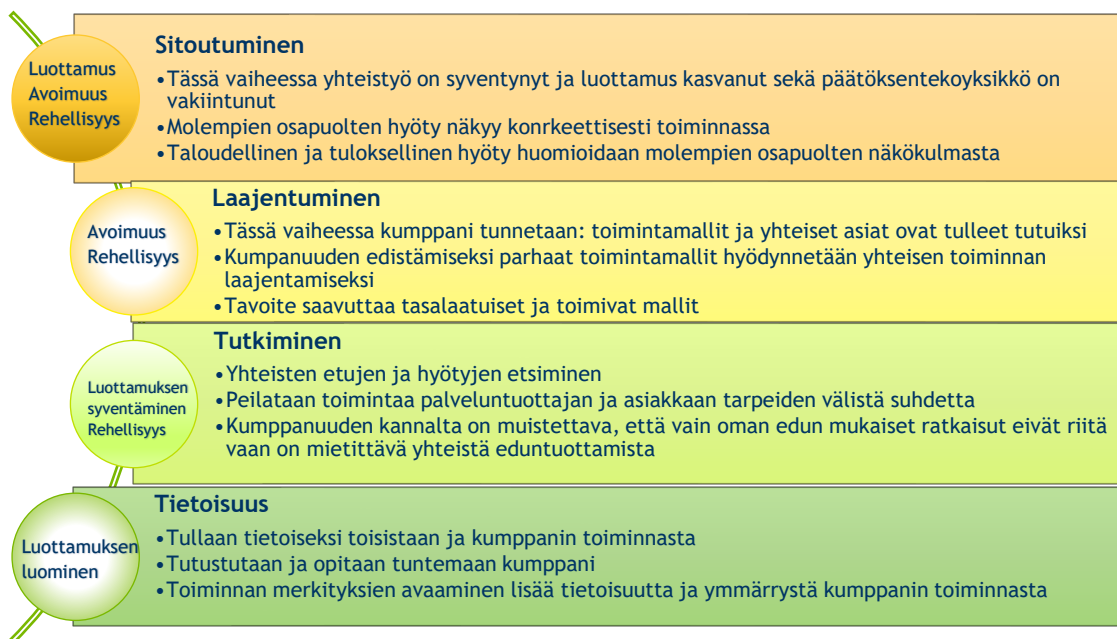 Luottamus
Avoimuus
Rehellisyys
Sitoutuminen
•Tässä vaiheessa yhteistyö on syventynyt ja luottamus kasvanut sekä päätöksentekoyksikkö on
vakiintunut
•Molempien osapuolten hyöty näkyy konrkeettisesti toiminnassa
•Taloudellinen ja tuloksellinen hyöty huomioidaan molempien osapuolten näkökulmasta
Avoimuus
Rehellisyys
Laajentuminen
•Tässä vaiheessa kumppani tunnetaan: toimintamallit ja yhteiset asiat ovat tulleet tutuiksi
•Kumpanuuden edistämiseksi parhaat toimintamallit hyödynnetään yhteisen toiminnan
laajentamiseksi
•Tavoite saavuttaa tasalaatuiset ja toimivat mallit
Luottamuksen
syventäminen
Rehellisyys
Tutkiminen
•Yhteisten etujen ja hyötyjen etsiminen
•Peilataan toimintaa palveluntuottajan ja asiakkaan tarpeiden välistä suhdetta
•Kumppanuuden kannalta on muistettava, että vain oman edun mukaiset ratkaisut eivät riitä
vaan on mietittävä yhteistä eduntuottamista
Luottamuksen
luominen
Tietoisuus
•Tullaan tietoiseksi toisistaan ja kumppanin toiminnasta
•Tutustutaan ja opitaan tuntemaan kumppani
•Toiminnan merkityksien avaaminen lisää tietoisuutta ja ymmärrystä kumppanin toiminnasta